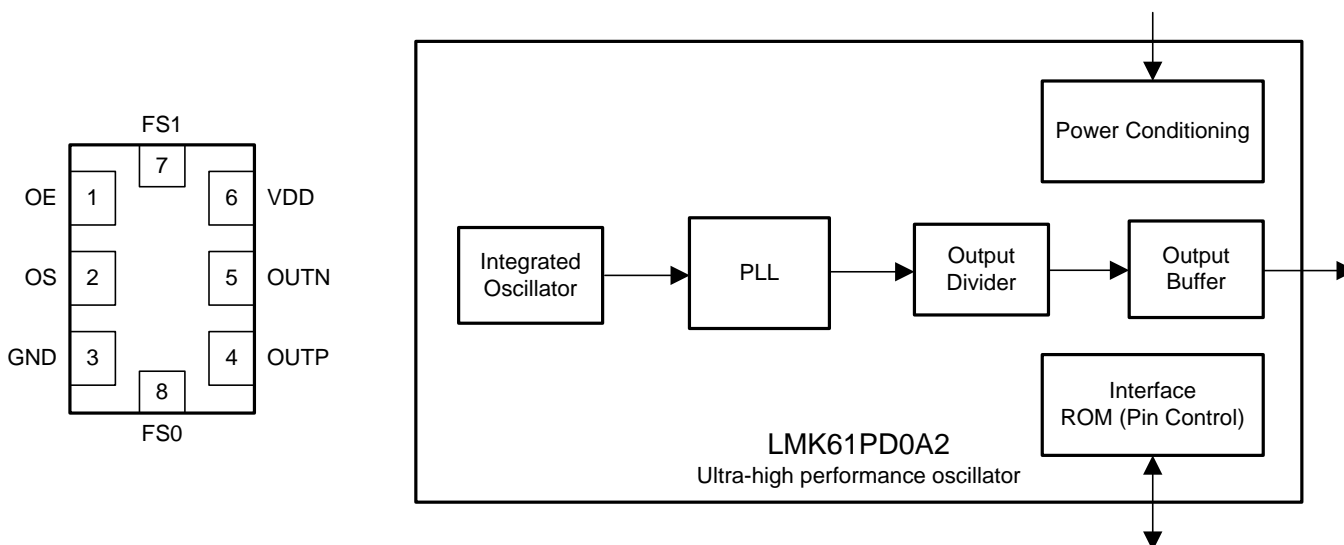 FS1
7
OE
1
6
VDD
OS
2
5
OUTN
GND
3
4
OUTP
8
FS0
Power Conditioning
Integrated
Oscillator
PLL
Output
Divider
Output
Buffer
Interface
ROM (Pin Control)
LMK61PD0A2
Ultra-high performance oscillator